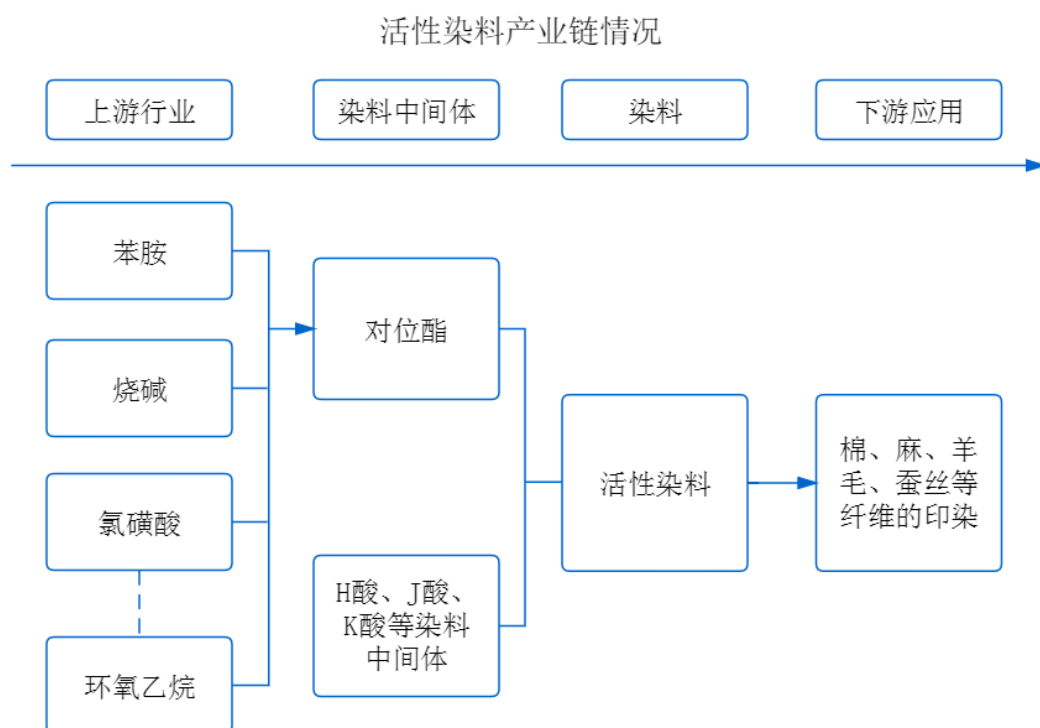 活性染料产业链情况
上游行业
染料中间体
染料
下游应用
苯胺
烧碱
氯磺酸
环氧乙烷
对位酯
H酸、J酸、
K酸等染料
中间体
活性染料
棉、麻、羊
毛、蚕丝等
纤维的印染